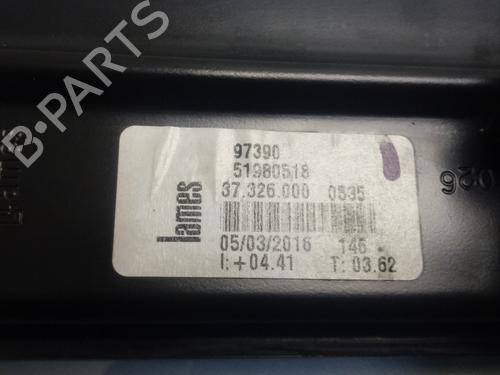 B-PARTS
97390
51980518
37.326.000 0535
lames
05/03/2016 146
I:+04.41 T: 03.62
026